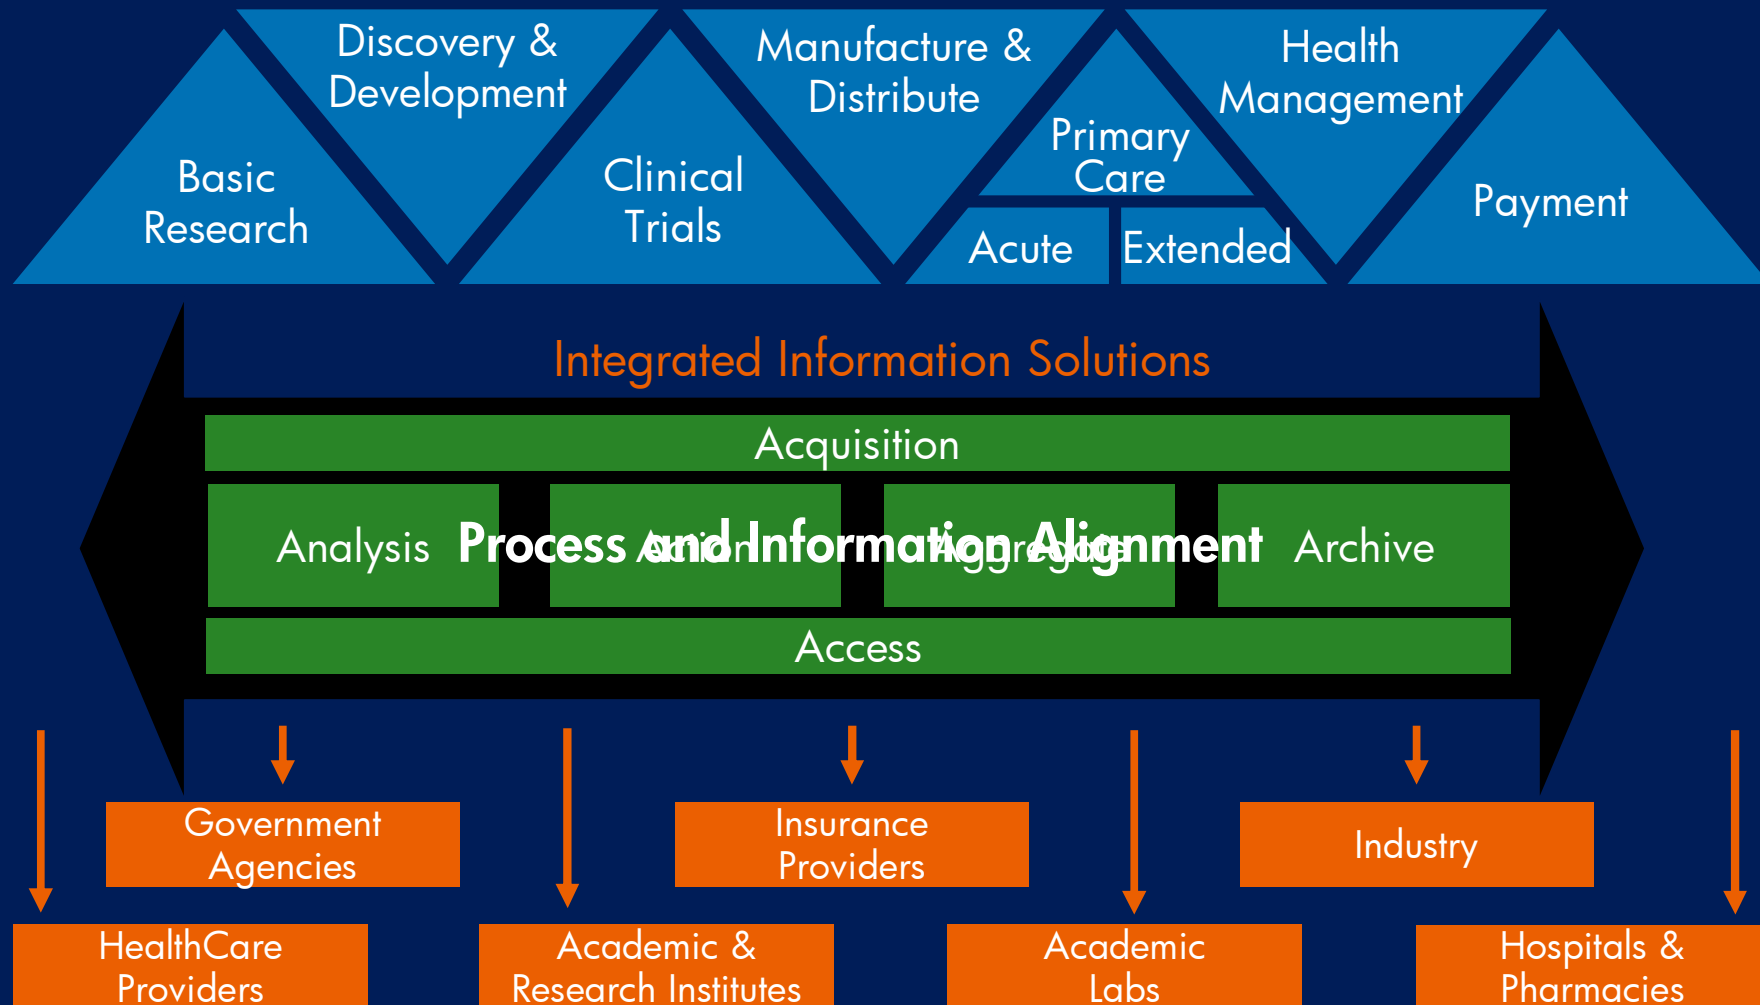 Discovery &
Development
Manufacture &
Distribute
Health
Management
Basic
Research
Clinical
Trials
Primary
Care
Acute
Extended
Payment
Integrated Information Solutions
Acquisition
Analysis
Action
Aggregate
Archive
Process and Information Alignment
Access
Government
Agencies
Insurance
Providers
Industry
HealthCare
Providers
Academic &
Research Institutes
Academic
Labs
Hospitals &
Pharmacies